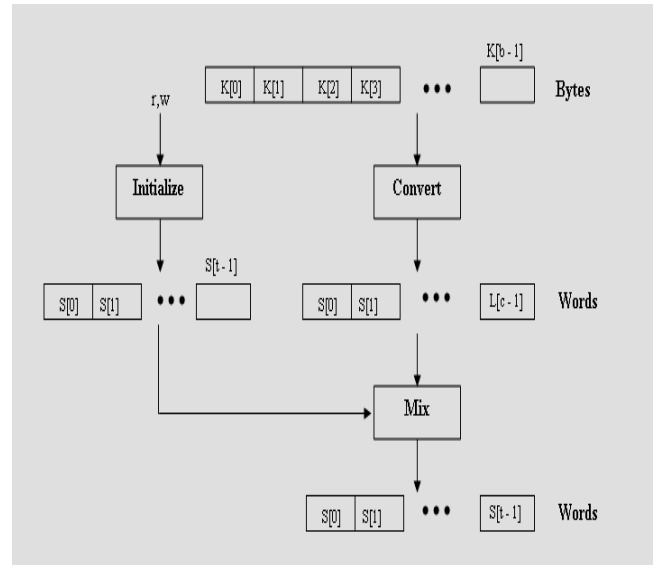 K[b - 1]
K[0] K[1] K[2] K[3] ••• Bytes
r,w
Initialize Convert
S[t - 1]
S[0] S[1] ••• S[0] S[1] ••• L[c - 1] Words
Mix
S[0] S[1] ••• S[t - 1] Words